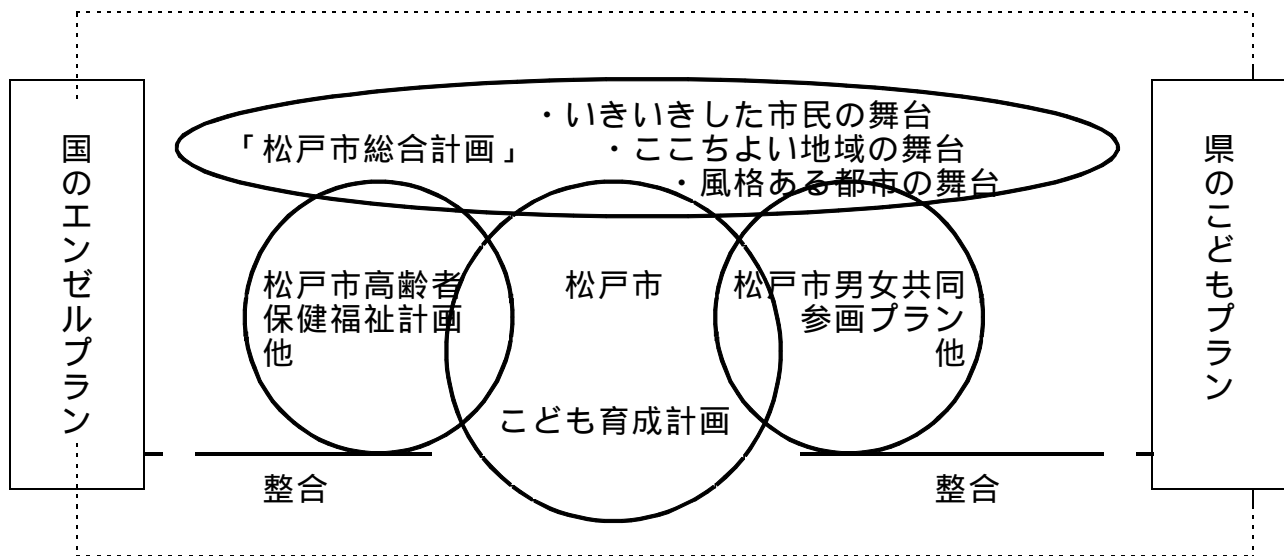 国のエンゼルプラン
・いきいきした市民の舞台
「松戸市総合計画」 ・ここちよい地域の舞台
・風格ある都市の舞台
松戸市高齢者
保健福祉計画
他
松戸市
こども育成計画
松戸市男女共同
参画プラン
他
整合
整合
県のこどもプラン